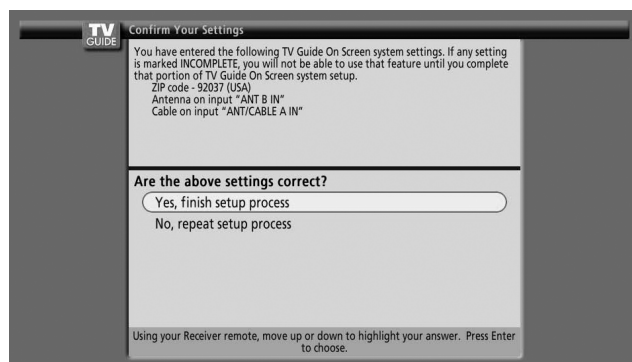 TV
GUIDE
Confirm Your Settings
You have entered the following TV Guide On Screen system settings. If any setting
is marked INCOMPLETE, you will not be able to use that feature until you complete
that portion of TV Guide On Screen system setup.
ZIP code - 92037 (USA)
Antenna on input “ANT B IN”
Cable on input “ANT/CABLE A IN”
Are the above settings correct?
Yes, finish setup process
No, repeat setup process
Using your Receiver remote, move up or down to highlight your answer. Press Enter
to choose.